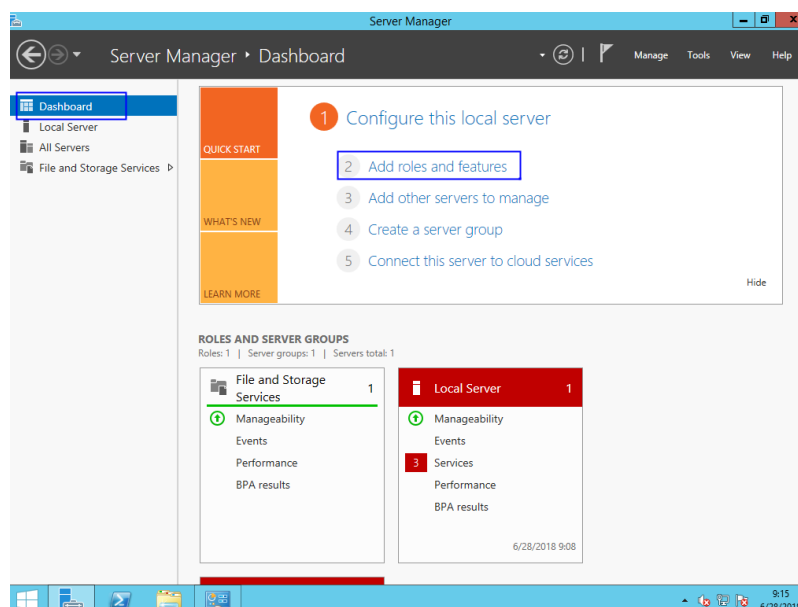 Server Manager
Server Manager • Dashboard
Manage Tools View Help
Dashboard
Local Server
All Servers
File and Storage Services
QUICK START
WHAT'S NEW
LEARN MORE
1 Configure this local server
2 Add roles and features
3 Add other servers to manage
4 Create a server group
5 Connect this server to cloud services
Hide
ROLES AND SERVER GROUPS
Roles: 1 | Server groups: 1 | Servers total: 1
File and Storage
Services 1
Manageability
Events
Performance
BPA results
Local Server 1
Manageability
Events
3 Services
Performance
BPA results
6/28/2018 9:08
9:15